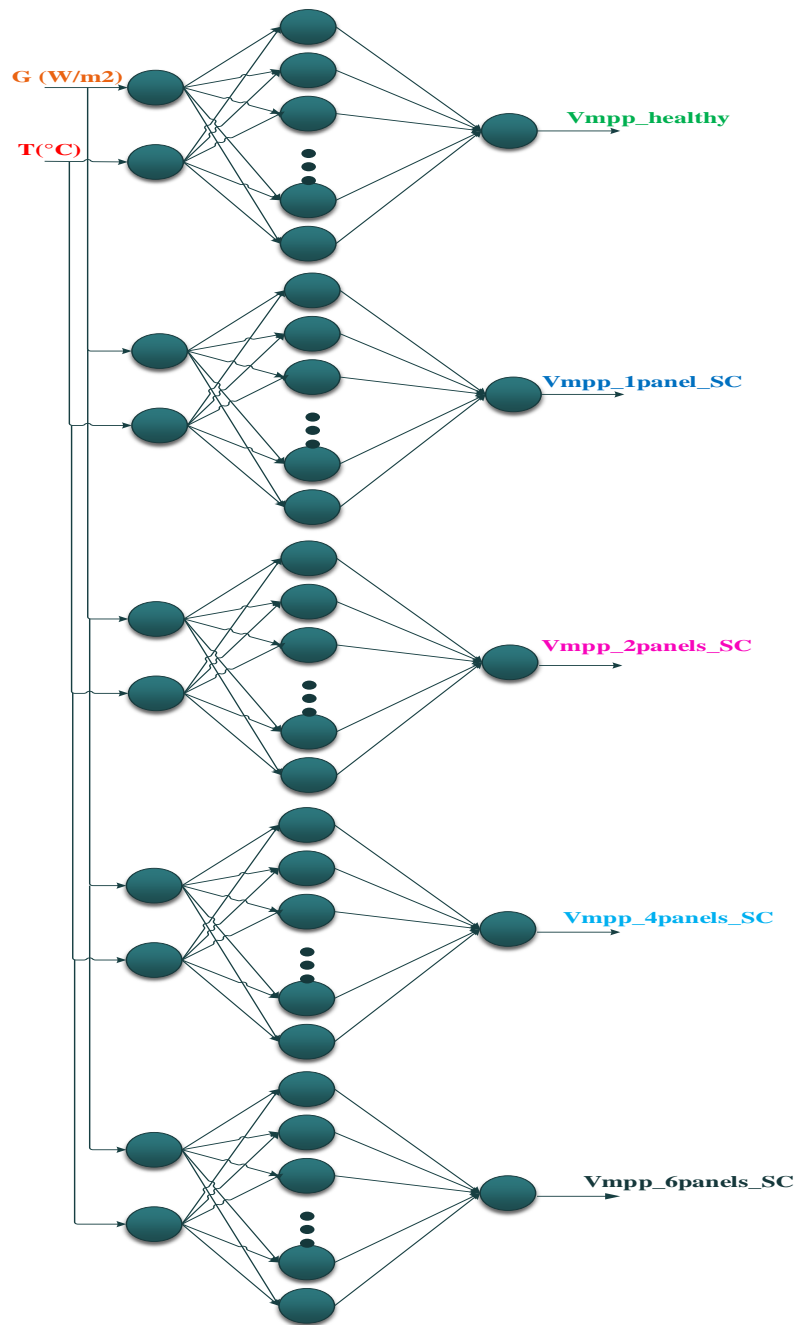 G (W/m2)
T(°C)
Vmpp_healthy
Vmpp_1panel_SC
Vmpp_2panels_SC
Vmpp_4panels_SC
Vmpp_6panels_SC